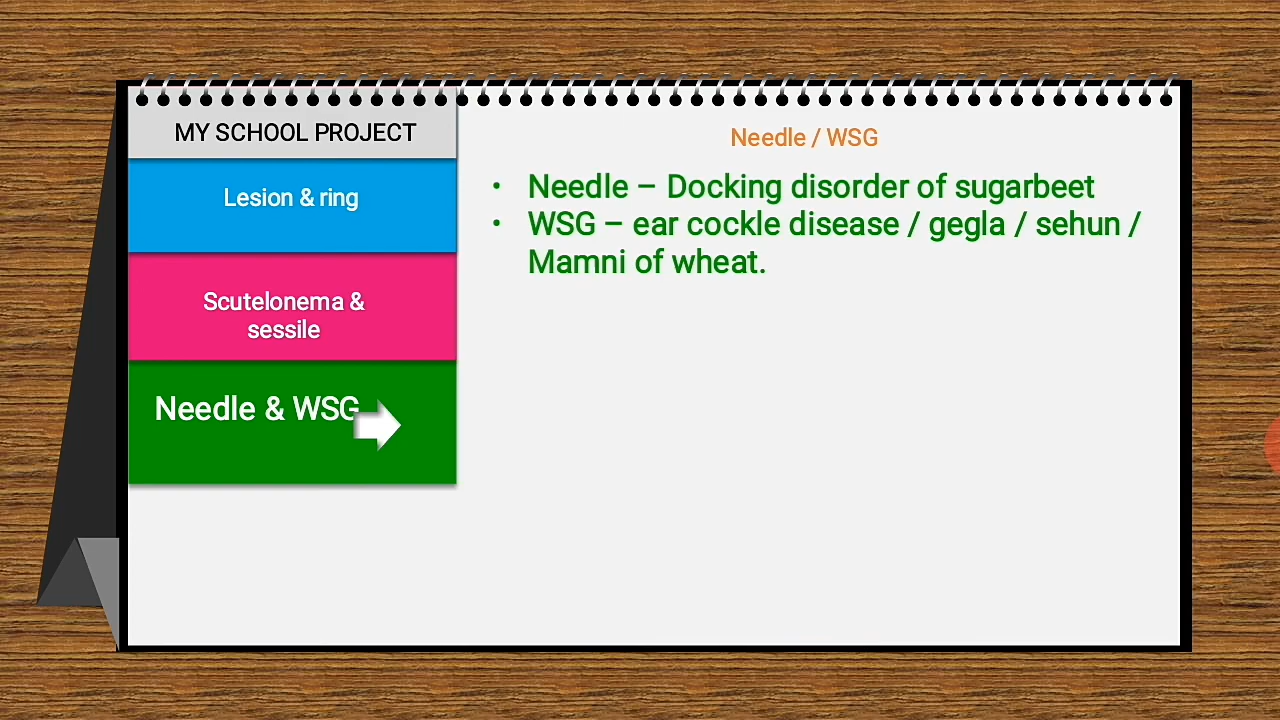 MY SCHOOL PROJECT
Lesion & ring
Scutelonema &
sessile
Needle & WSG
Needle / WSG
• Needle – Docking disorder of sugarbeet
• WSG – ear cockle disease / gegla / sehun /
Mamni of wheat.